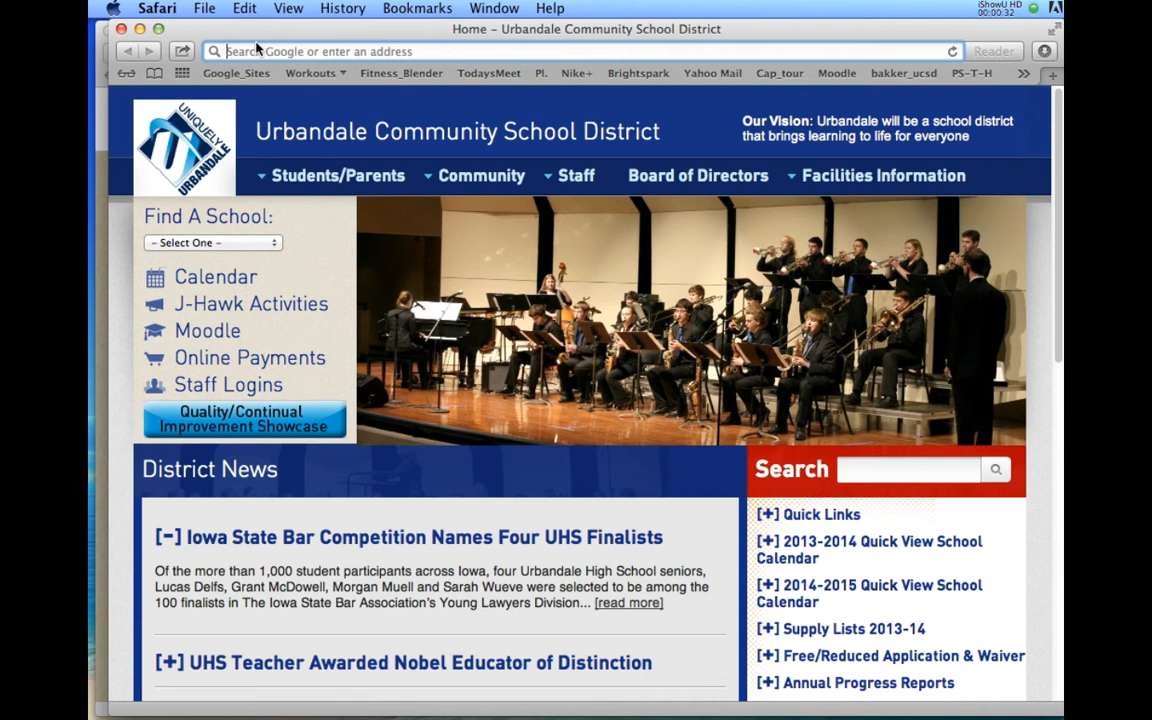 Safari File Edit View History Bookmarks Window Help
iShowU HD
00:00:32
Home – Urbandale Community School District
Search Google or enter an address
Reader
Google_Sites Workouts Fitness_Blender TodaysMeet Pl. Nike+ Brightspark Yahoo Mail Cap_tour Moodle bakker_ucsd PS-T-H
UNIQUELY
URBANDALE
Urbandale Community School District
Our Vision: Urbandale will be a school district
that brings learning to life for everyone
Students/Parents Community Staff Board of Directors Facilities Information
Find A School:
– Select One –
Calendar
J-Hawk Activities
Moodle
Online Payments
Staff Logins
Quality/Continual
Improvement Showcase
District News
Search
[–] Iowa State Bar Competition Names Four UHS Finalists
Of the more than 1,000 student participants across Iowa, four Urbandale High School seniors,
Lucas Delfs, Grant McDowell, Morgan Muell and Sarah Wueve were selected to be among the
100 finalists in The Iowa State Bar Association's Young Lawyers Division... [read more]
[+] UHS Teacher Awarded Nobel Educator of Distinction
[+] Quick Links
[+] 2013-2014 Quick View School
Calendar
[+] 2014-2015 Quick View School
Calendar
[+] Supply Lists 2013-14
[+] Free/Reduced Application & Waiver
[+] Annual Progress Reports